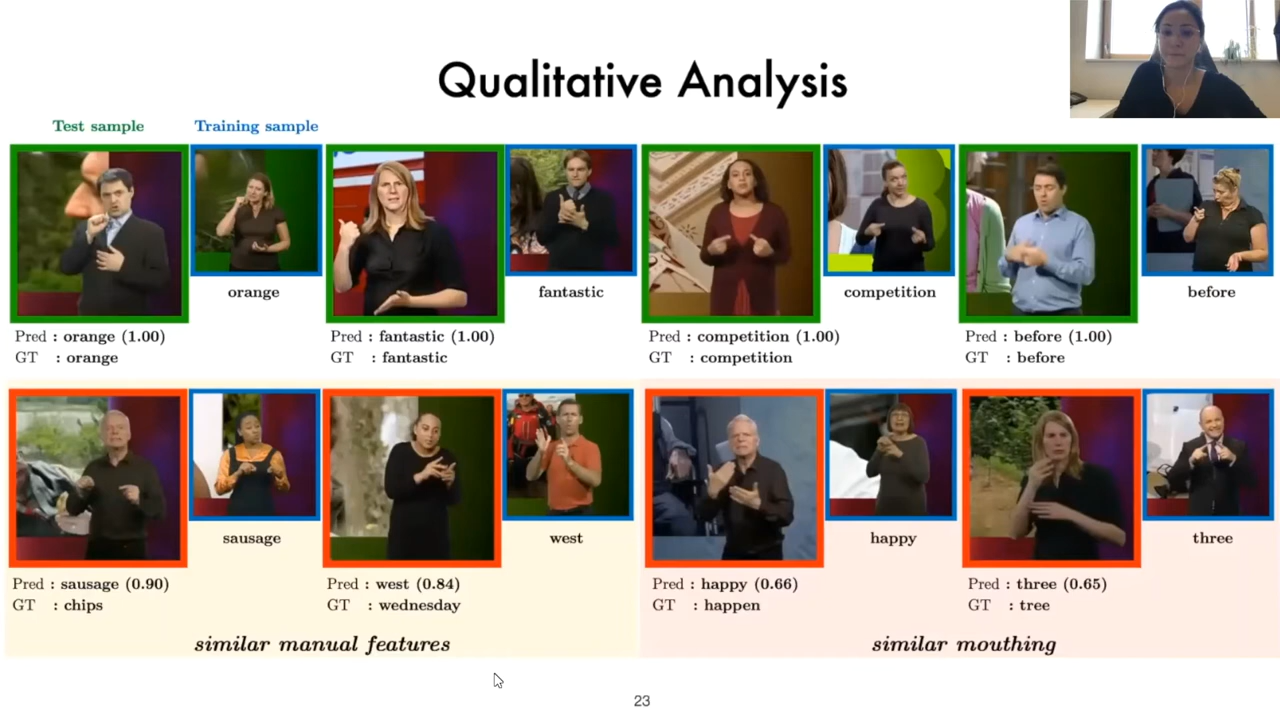 Qualitative Analysis
Test sample
Training sample
orange
fantastic
competition
before
Pred : orange (1.00)
GT : orange
Pred : fantastic (1.00)
GT : fantastic
Pred : competition (1.00)
GT : competition
Pred : before (1.00)
GT : before
sausage
west
happy
three
Pred : sausage (0.90)
GT : chips
Pred : west (0.84)
GT : wednesday
Pred : happy (0.66)
GT : happen
Pred : three (0.65)
GT : tree
similar manual features
similar mouthing
23